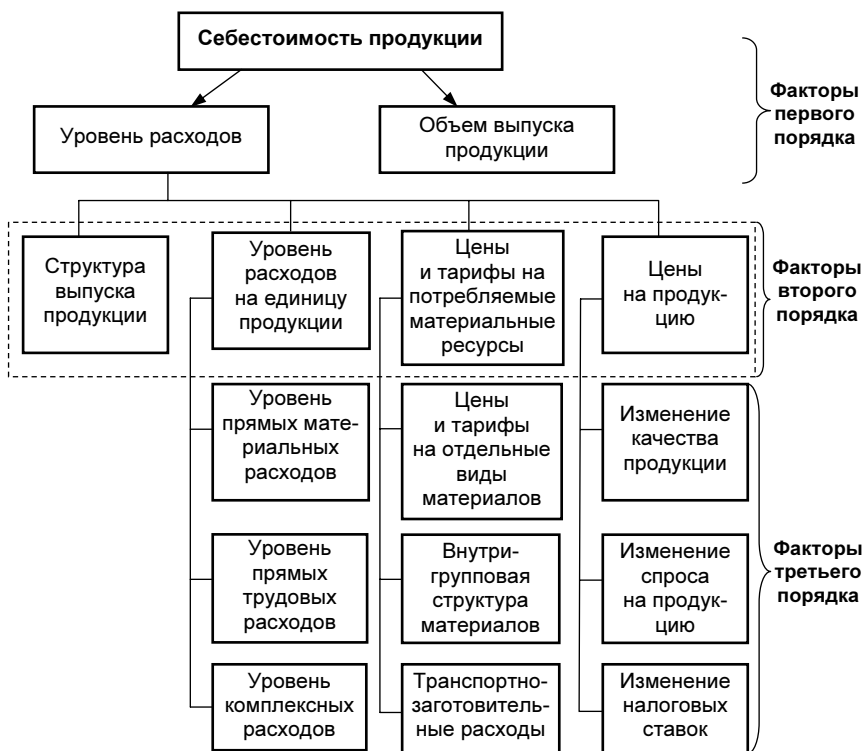 Себестоимость продукции
Факторы
первого
порядка
Уровень расходов
Объем выпуска
продукции
Структура
выпуска
продукции
Уровень
расходов
на единицу
продукции
Цены
и тарифы на
потребляемые
материальные
ресурсы
Цены
на продук-
цию
Факторы
второго
порядка
Уровень
прямых мате-
риальных
расходов
Цены
и тарифы
на отдельные
виды
материалов
Изменение
качества
продукции
Уровень
прямых
трудовых
расходов
Внутри-
групповая
структура
материалов
Изменение
спроса
на продук-
цию
Факторы
третьего
порядка
Уровень
комплексных
расходов
Транспортно-
заготовитель-
ные расходы
Изменение
налоговых
ставок